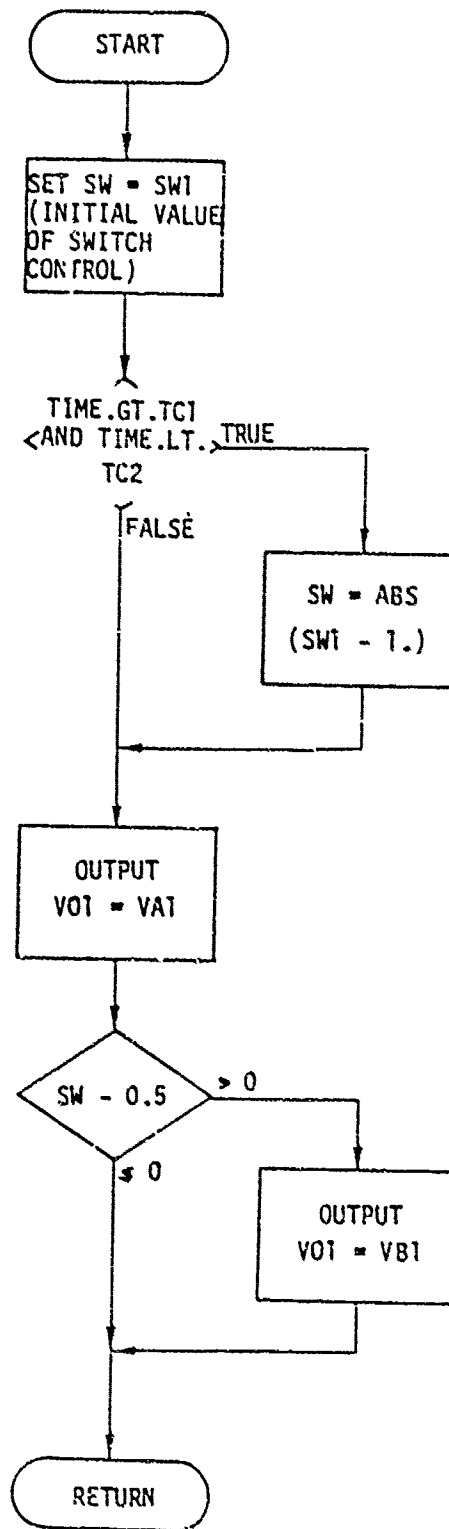 START
SET SW = SW1
(INITIAL VALUE
OF SWITCH
CONTROL)
TIME.GT.TC1
AND TIME.LT.
TC2
TRUE
FALSE
SW = ABS
(SW1 - 1.)
OUTPUT
VO1 = VA1
SW - 0.5
> 0
≤ 0
OUTPUT
VO1 = VB1
RETURN